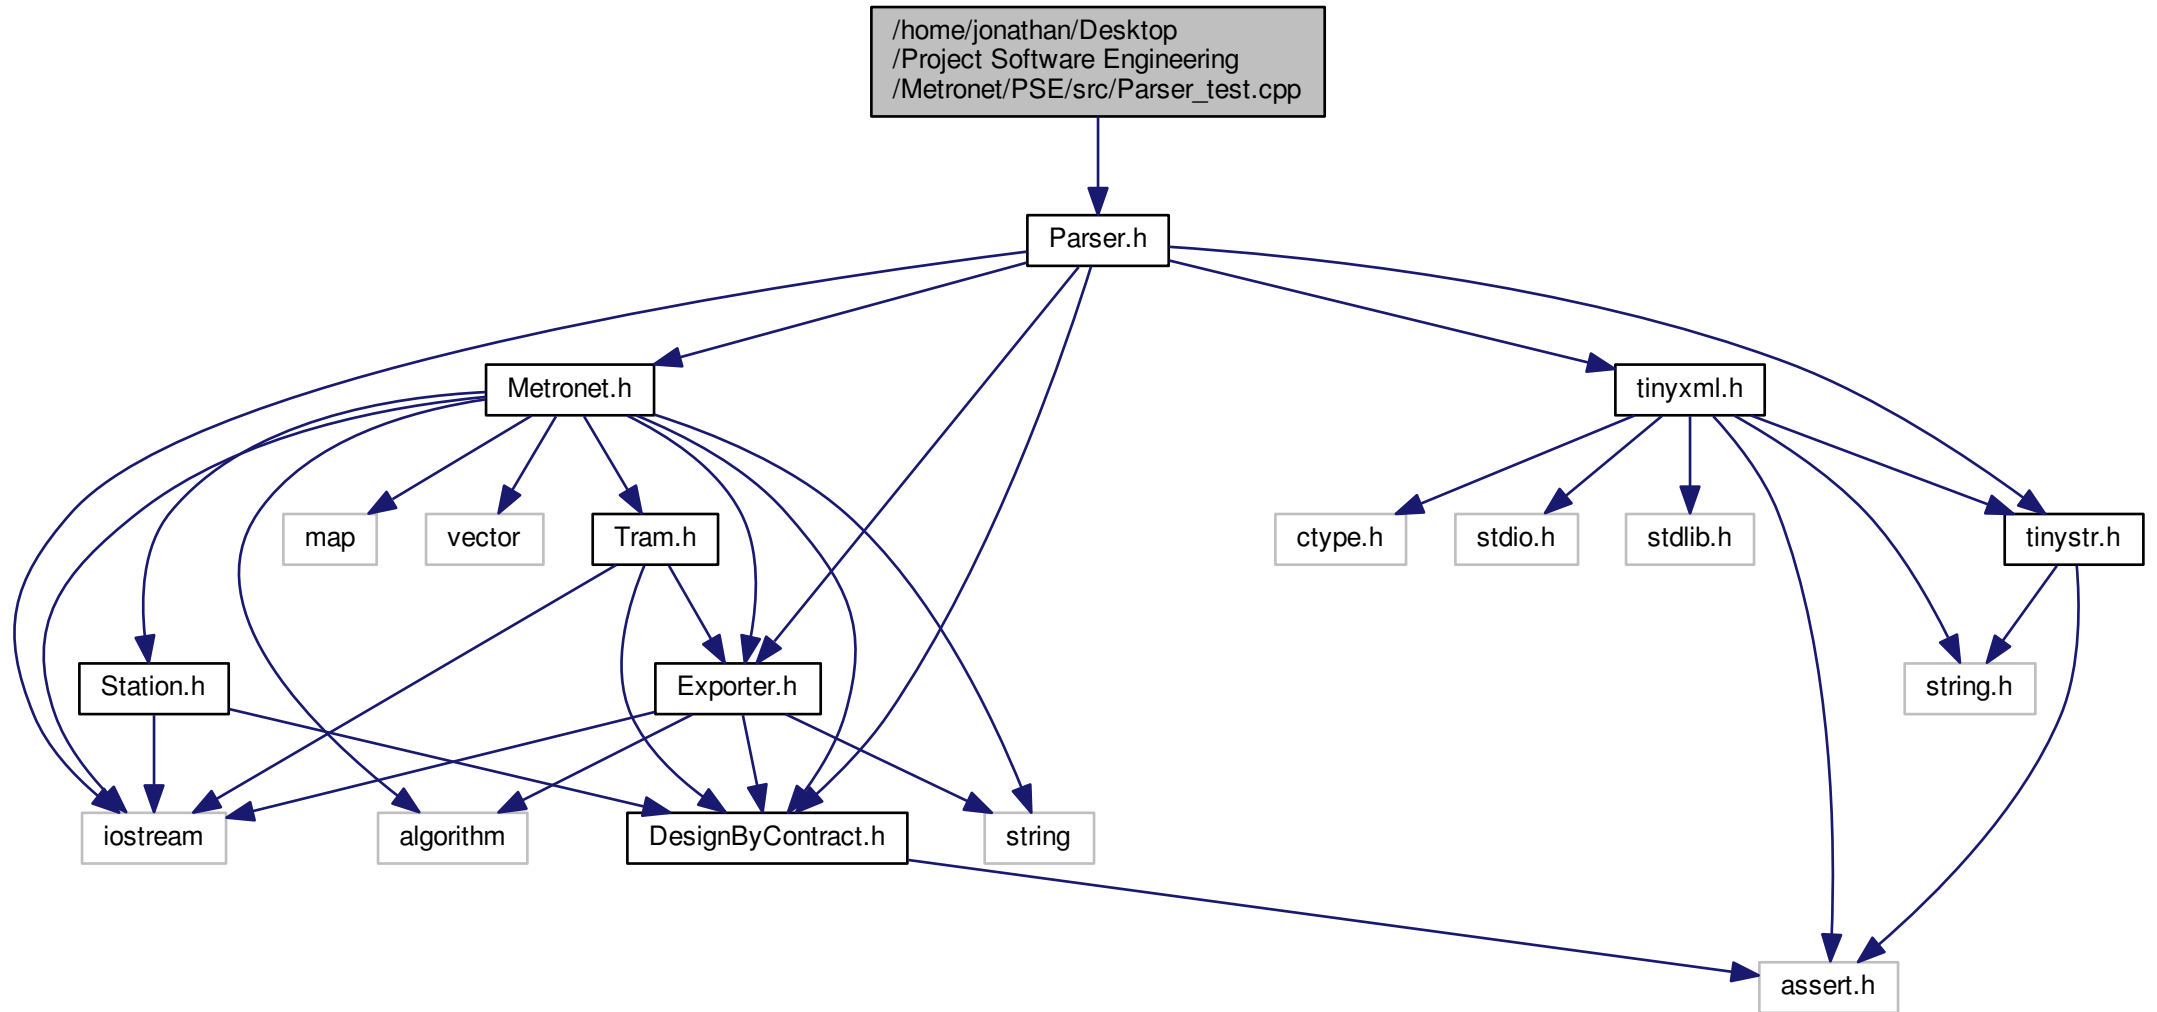 /home/jonathan/Desktop
/Project Software Engineering
/Metronet/PSE/src/Parser_test.cpp
Parser.h
Metronet.h
tinyxml.h
map
vector
Tram.h
ctype.h
stdio.h
stdlib.h
tinystr.h
Station.h
Exporter.h
string.h
iostream
algorithm
DesignByContract.h
string
assert.h